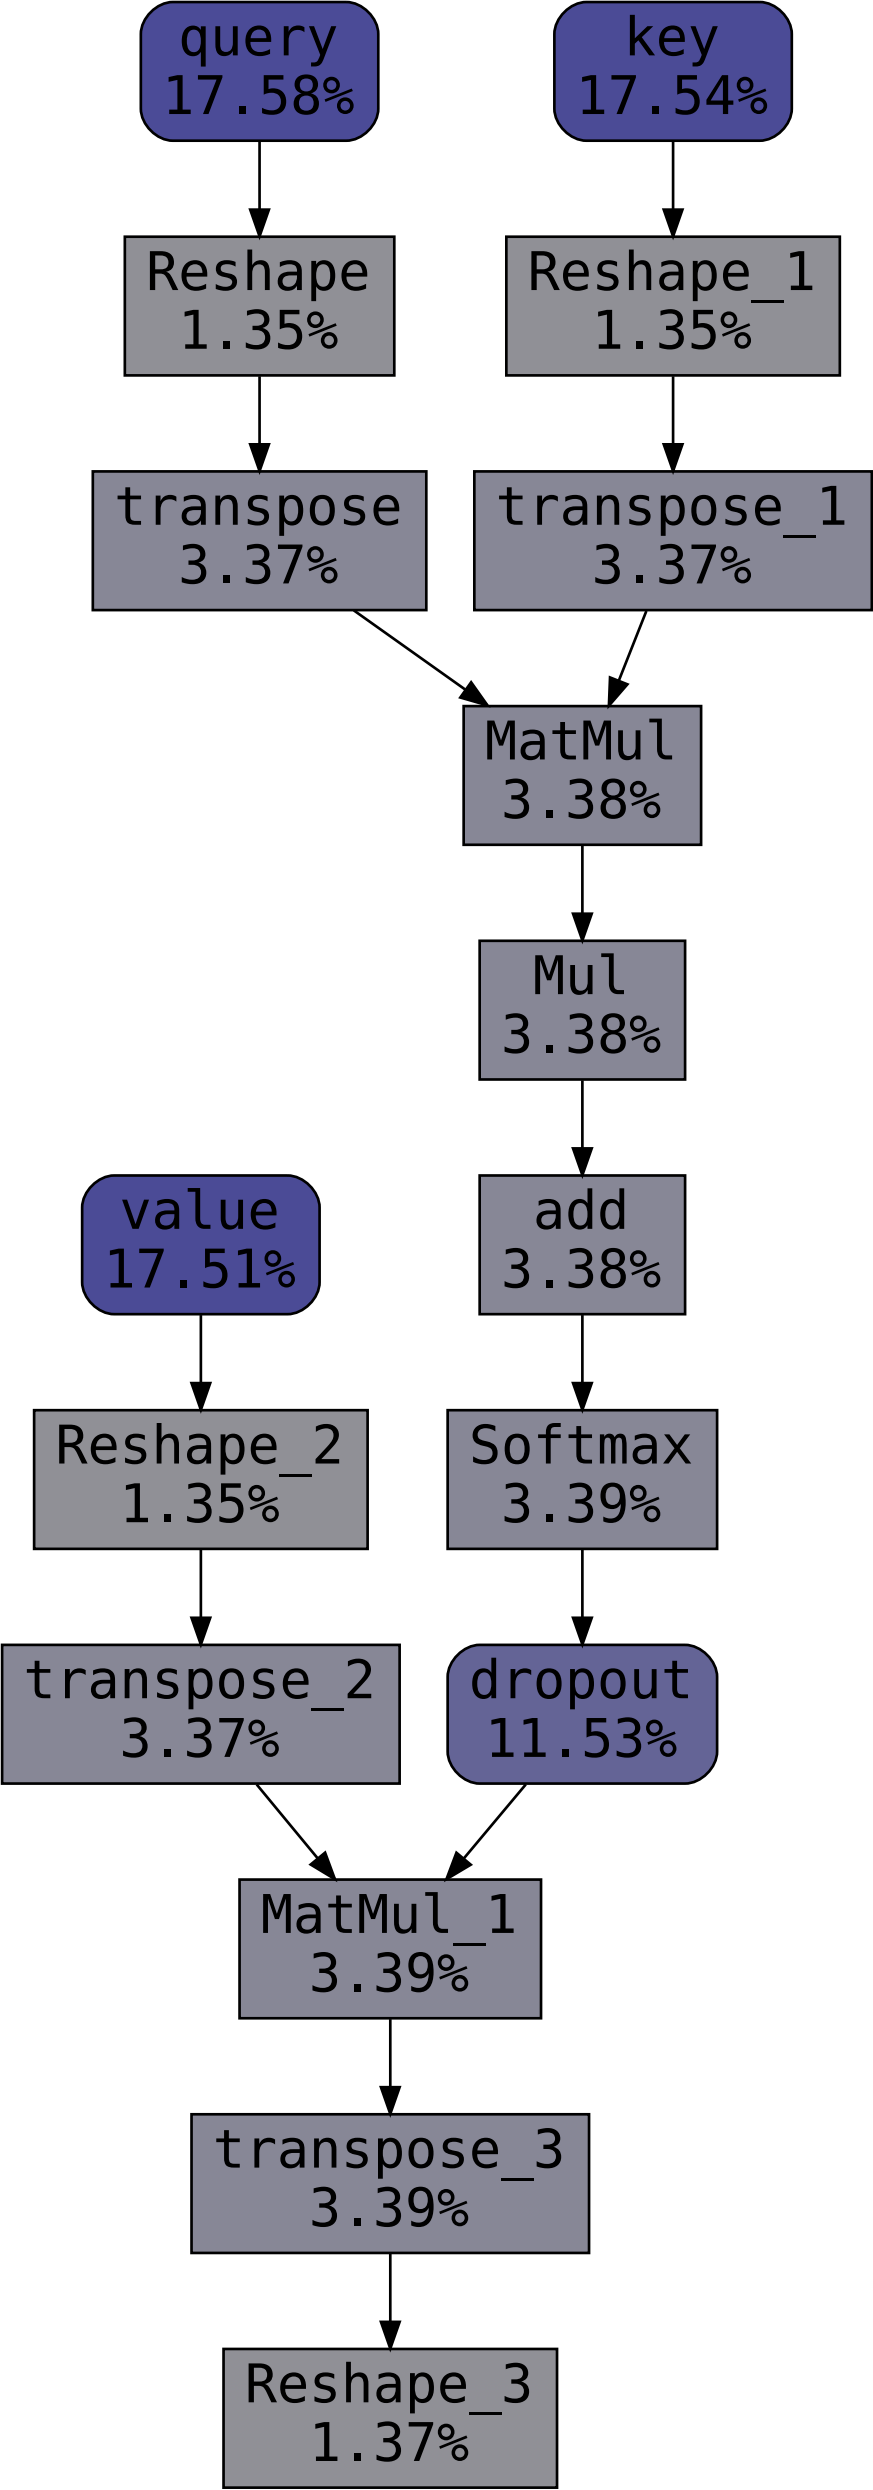 query
17.58%
key
17.54%
Reshape
1.35%
Reshape_1
1.35%
transpose
3.37%
transpose_1
3.37%
MatMul
3.38%
Mul
3.38%
add
3.38%
value
17.51%
Softmax
3.39%
Reshape_2
1.35%
dropout
11.53%
transpose_2
3.37%
MatMul_1
3.39%
transpose_3
3.39%
Reshape_3
1.37%